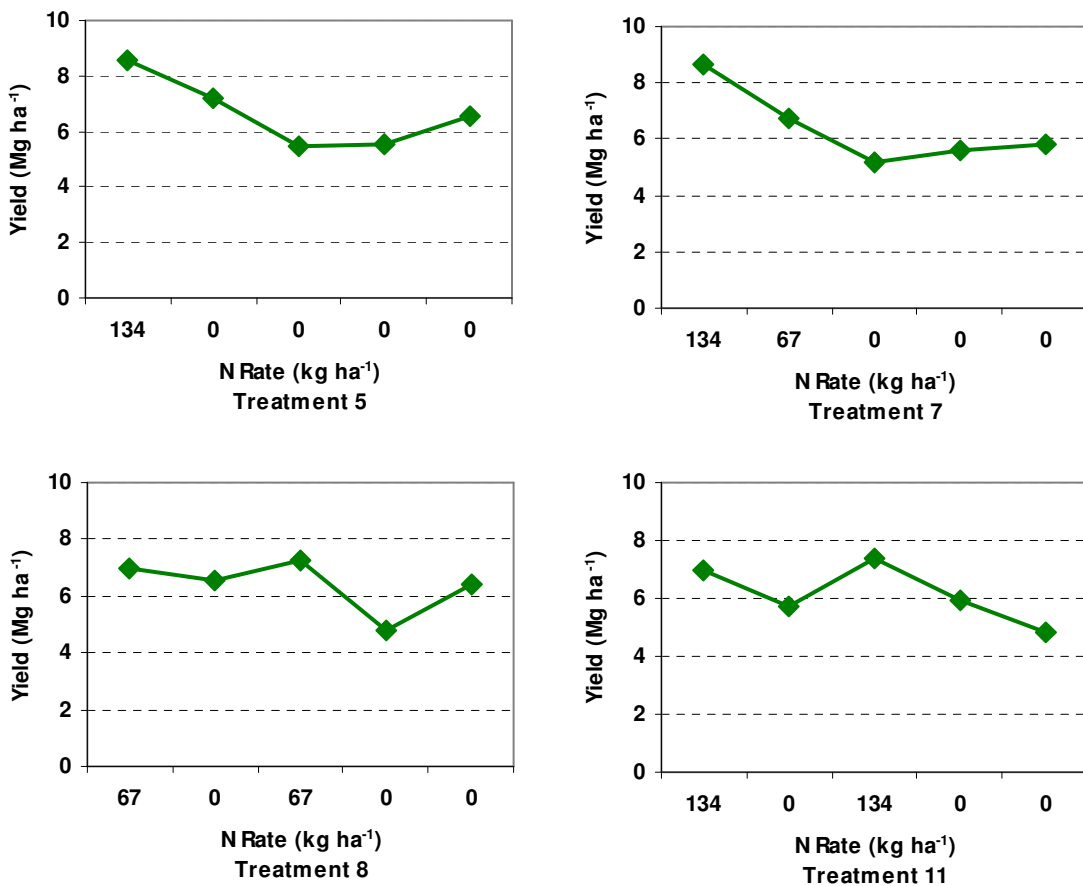 10
8
6
4
2
0
Yield (Mg ha⁻¹)
134 0 0 0 0
N Rate (kg ha⁻¹)
Treatment 5
10
8
6
4
2
0
Yield (Mg ha⁻¹)
134 67 0 0 0
N Rate (kg ha⁻¹)
Treatment 7
10
8
6
4
2
0
Yield (Mg ha⁻¹)
67 0 67 0 0
N Rate (kg ha⁻¹)
Treatment 8
10
8
6
4
2
0
Yield (Mg ha⁻¹)
134 0 134 0 0
N Rate (kg ha⁻¹)
Treatment 11